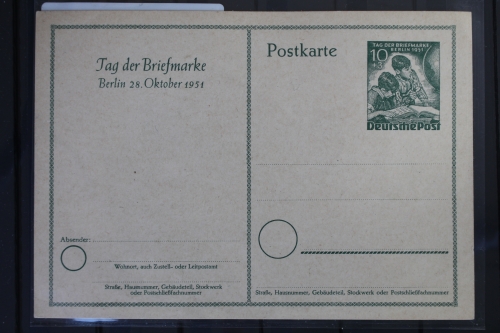 Tag der Briefmarke
Berlin 28. Oktober 1951
Absender:
Wohnort, auch Zustell- oder Leitpostamt
Straße, Hausnummer, Gebäudeteil, Stockwerk
oder Postschließfachnummer
Postkarte
TAG DER BRIEFMARKE
BERLIN 1951
10
DEUTSCHE POST
Straße, Hausnummer, Gebäudeteil, Stockwerk oder Postschließfachnummer